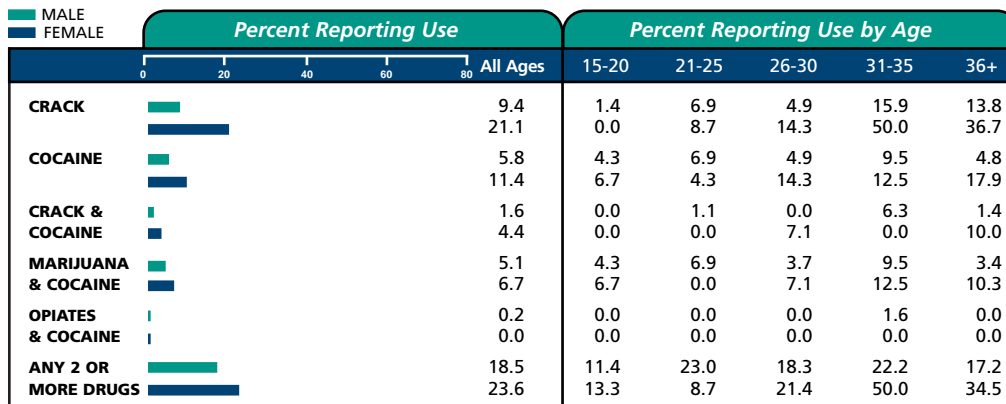 MALE
FEMALE
Percent Reporting Use Percent Reporting Use by Age
0 20 40 60 80 All Ages 15-20 21-25 26-30 31-35 36+
CRACK 9.4 1.4 6.9 4.9 15.9 13.8
21.1 0.0 8.7 14.3 50.0 36.7
COCAINE 5.8 4.3 6.9 4.9 9.5 4.8
11.4 6.7 4.3 14.3 12.5 17.9
CRACK & 1.6 0.0 1.1 0.0 6.3 1.4
COCAINE 4.4 0.0 0.0 7.1 0.0 10.0
MARIJUANA 5.1 4.3 6.9 3.7 9.5 3.4
& COCAINE 6.7 6.7 0.0 7.1 12.5 10.3
OPIATES 0.2 0.0 0.0 0.0 1.6 0.0
& COCAINE 0.0 0.0 0.0 0.0 0.0 0.0
ANY 2 OR 18.5 11.4 23.0 18.3 22.2 17.2
MORE DRUGS 23.6 13.3 8.7 21.4 50.0 34.5